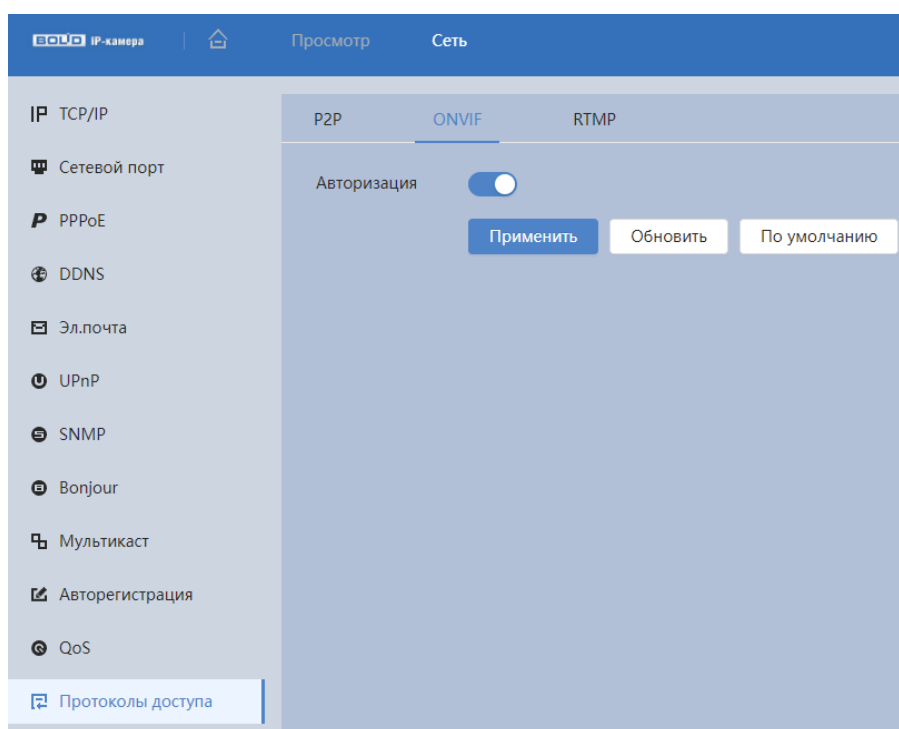 BOLID IP-камера Просмотр Сеть
TCP/IP
Сетевой порт
PPPoE
DDNS
Эл.почта
UPnP
SNMP
Bonjour
Мультикаст
Авторегистрация
QoS
Протоколы доступа
P2P ONVIF RTMP
Авторизация
Применить Обновить По умолчанию